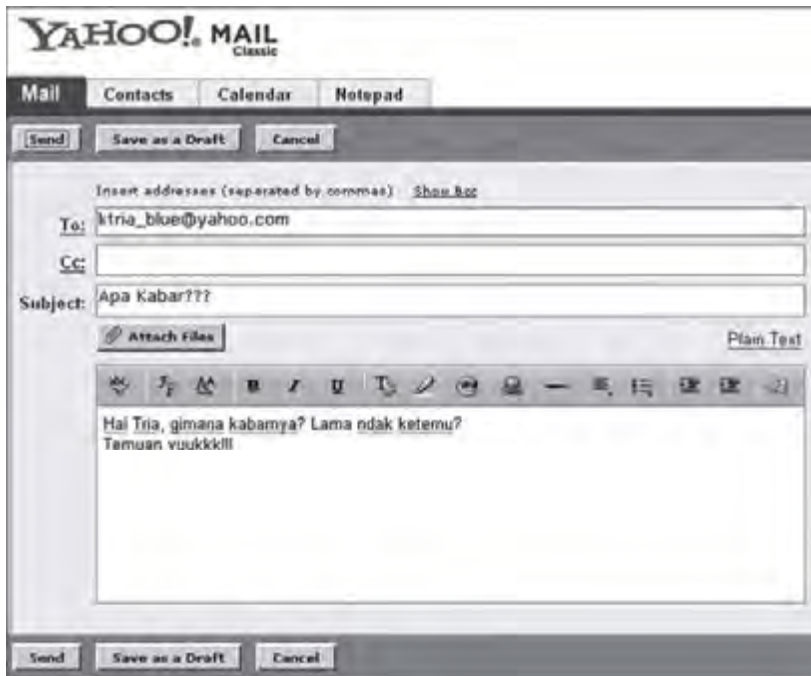 YAHOO!. MAIL
Classic
Mail Contacts Calendar Notepad
Send Save as a Draft Cancel
Insert addresses (separated by commas) Show Bcc
To: ktria_blue@yahoo.com
Cc:
Subject: Apa Kabar???
Attach Files Plain Text
Hai Tria, gimana kabarnya? Lama ndak ketemu?
Temuan yuukkk!!!
Send Save as a Draft Cancel